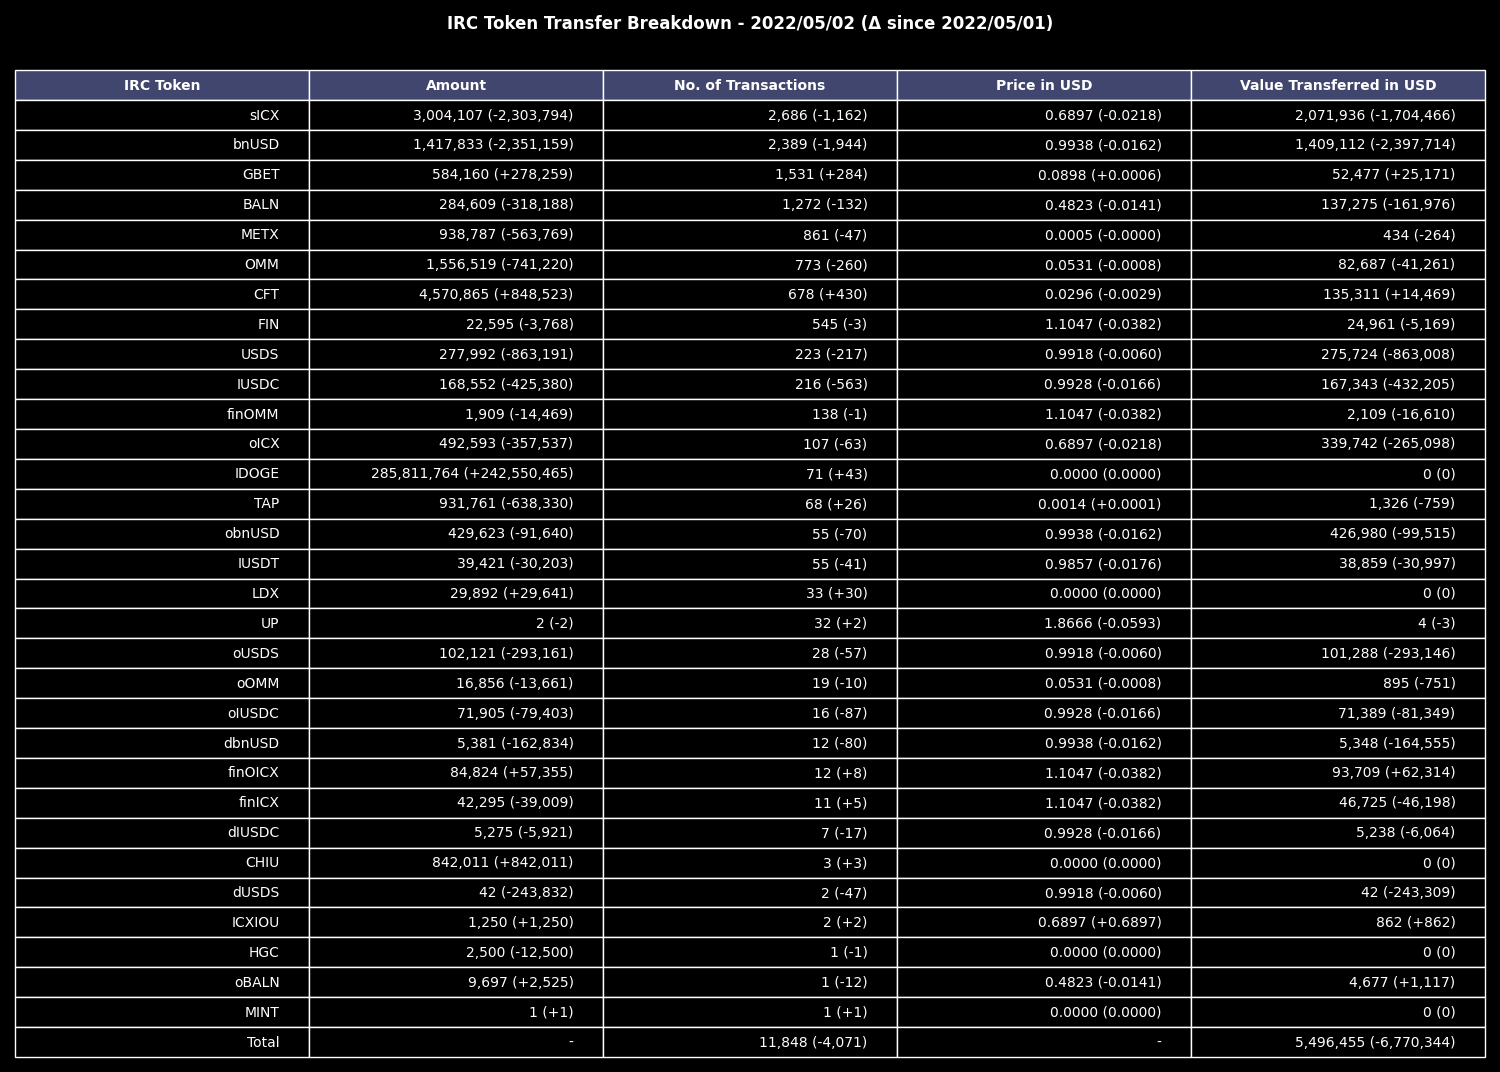 IRC Token Transfer Breakdown - 2022/05/02 (Δ since 2022/05/01)
IRC Token Amount No. of Transactions Price in USD Value Transferred in USD
sICX 3,004,107 (-2,303,794) 2,686 (-1,162) 0.6897 (-0.0218) 2,071,936 (-1,704,466)
bnUSD 1,417,833 (-2,351,159) 2,389 (-1,944) 0.9938 (-0.0162) 1,409,112 (-2,397,714)
GBET 584,160 (+278,259) 1,531 (+284) 0.0898 (+0.0006) 52,477 (+25,171)
BALN 284,609 (-318,188) 1,272 (-132) 0.4823 (-0.0141) 137,275 (-161,976)
METX 938,787 (-563,769) 861 (-47) 0.0005 (-0.0000) 434 (-264)
OMM 1,556,519 (-741,220) 773 (-260) 0.0531 (-0.0008) 82,687 (-41,261)
CFT 4,570,865 (+848,523) 678 (+430) 0.0296 (-0.0029) 135,311 (+14,469)
FIN 22,595 (-3,768) 545 (-3) 1.1047 (-0.0382) 24,961 (-5,169)
USDS 277,992 (-863,191) 223 (-217) 0.9918 (-0.0060) 275,724 (-863,008)
IUSDC 168,552 (-425,380) 216 (-563) 0.9928 (-0.0166) 167,343 (-432,205)
finOMM 1,909 (-14,469) 138 (-1) 1.1047 (-0.0382) 2,109 (-16,610)
oICX 492,593 (-357,537) 107 (-63) 0.6897 (-0.0218) 339,742 (-265,098)
IDOGE 285,811,764 (+242,550,465) 71 (+43) 0.0000 (0.0000) 0 (0)
TAP 931,761 (-638,330) 68 (+26) 0.0014 (+0.0001) 1,326 (-759)
obnUSD 429,623 (-91,640) 55 (-70) 0.9938 (-0.0162) 426,980 (-99,515)
IUSDT 39,421 (-30,203) 55 (-41) 0.9857 (-0.0176) 38,859 (-30,997)
LDX 29,892 (+29,641) 33 (+30) 0.0000 (0.0000) 0 (0)
UP 2 (-2) 32 (+2) 1.8666 (-0.0593) 4 (-3)
oUSDS 102,121 (-293,161) 28 (-57) 0.9918 (-0.0060) 101,288 (-293,146)
oOMM 16,856 (-13,661) 19 (-10) 0.0531 (-0.0008) 895 (-751)
oIUSDC 71,905 (-79,403) 16 (-87) 0.9928 (-0.0166) 71,389 (-81,349)
dbnUSD 5,381 (-162,834) 12 (-80) 0.9938 (-0.0162) 5,348 (-164,555)
finOICX 84,824 (+57,355) 12 (+8) 1.1047 (-0.0382) 93,709 (+62,314)
finICX 42,295 (-39,009) 11 (+5) 1.1047 (-0.0382) 46,725 (-46,198)
dIUSDC 5,275 (-5,921) 7 (-17) 0.9928 (-0.0166) 5,238 (-6,064)
CHIU 842,011 (+842,011) 3 (+3) 0.0000 (0.0000) 0 (0)
dUSDS 42 (-243,832) 2 (-47) 0.9918 (-0.0060) 42 (-243,309)
ICXIOU 1,250 (+1,250) 2 (+2) 0.6897 (+0.6897) 862 (+862)
HGC 2,500 (-12,500) 1 (-1) 0.0000 (0.0000) 0 (0)
oBALN 9,697 (+2,525) 1 (-12) 0.4823 (-0.0141) 4,677 (+1,117)
MINT 1 (+1) 1 (+1) 0.0000 (0.0000) 0 (0)
Total - 11,848 (-4,071) - 5,496,455 (-6,770,344)